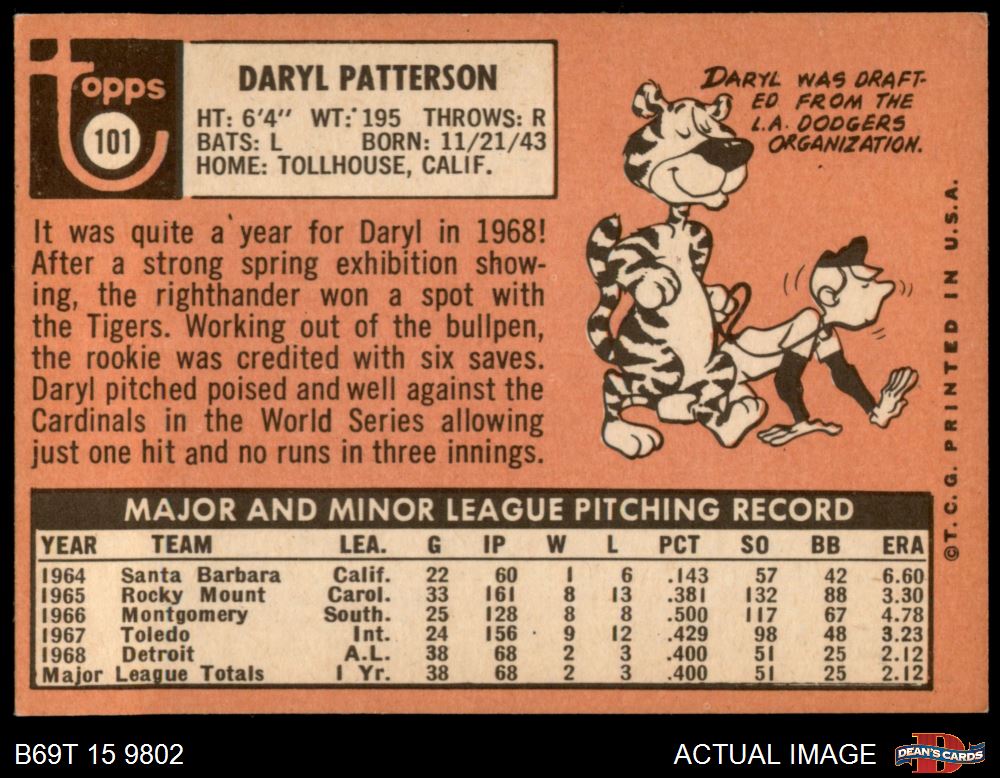 topps
101
DARYL PATTERSON
HT: 6'4" WT: 195 THROWS: R
BATS: L BORN: 11/21/43
HOME: TOLLHOUSE, CALIF.
DARYL WAS DRAFT-
ED FROM THE
L.A. DODGERS
ORGANIZATION.
It was quite a year for Daryl in 1968!
After a strong spring exhibition show-
ing, the righthander won a spot with
the Tigers. Working out of the bullpen,
the rookie was credited with six saves.
Daryl pitched poised and well against the
Cardinals in the World Series allowing
just one hit and no runs in three innings.
©T.C.G. PRINTED IN U.S.A.
MAJOR AND MINOR LEAGUE PITCHING RECORD
YEAR TEAM LEA. G IP W L PCT SO BB ERA
1964 Santa Barbara Calif. 22 60 1 6 .143 57 42 6.60
1965 Rocky Mount Carol. 33 161 8 13 .381 132 88 3.30
1966 Montgomery South. 25 128 8 8 .500 117 67 4.78
1967 Toledo Int. 24 156 9 12 .429 98 48 3.23
1968 Detroit A.L. 38 68 2 3 .400 51 25 2.12
Major League Totals 1 Yr. 38 68 2 3 .400 51 25 2.12
B69T 15 9802
ACTUAL IMAGE
D
DEAN'S CARDS